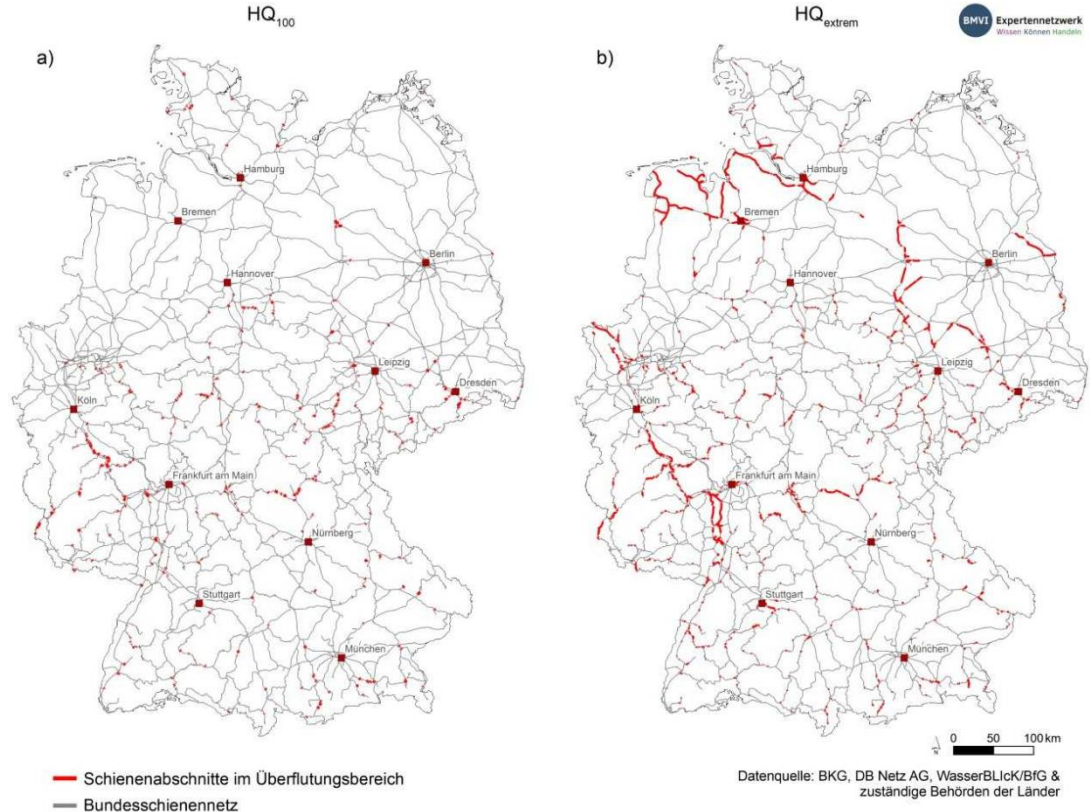 HQ100
HQextrem
BMVI Expertennetzwerk
Wissen Können Handeln
a)
Hamburg
Bremen
Berlin
Hannover
Leipzig
Dresden
Köln
Frankfurt am Main
Nürnberg
Stuttgart
München
b)
Hamburg
Bremen
Berlin
Hannover
Leipzig
Dresden
Köln
Frankfurt am Main
Nürnberg
Stuttgart
München
0 50 100 km
Schienenabschnitte im Überflutungsbereich
Bundesschienennetz
Datenquelle: BKG, DB Netz AG, WasserBLIcK/BfG &
zuständige Behörden der Länder